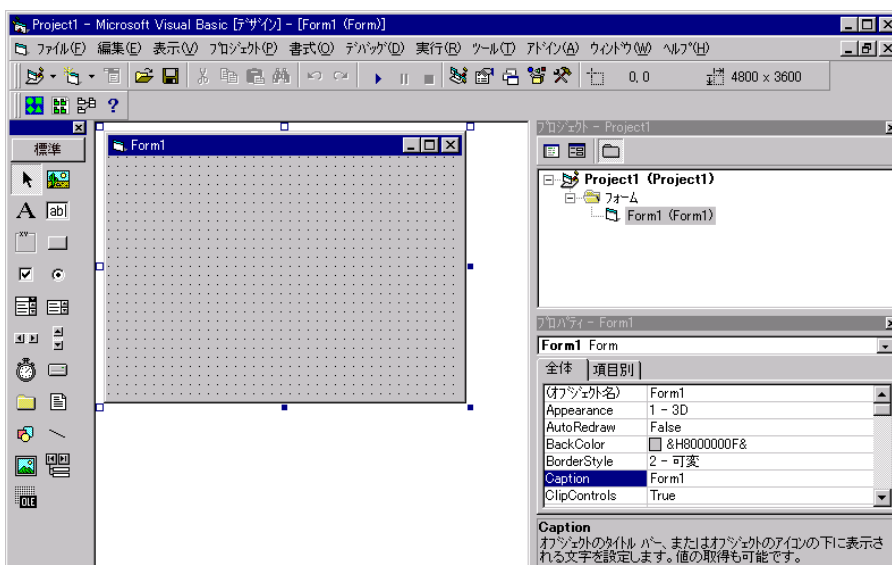 Project1 - Microsoft Visual Basic [ﾃﾞｻﾞｲﾝ] - [Form1 (Form)]
ﾌｧｲﾙ(F) 編集(E) 表示(V) ﾌﾟﾛｼﾞｪｸﾄ(P) 書式(O) ﾃﾞﾊﾞｯｸﾞ(D) 実行(R) ﾂｰﾙ(T) ｱﾄﾞｲﾝ(A) ｳｨﾝﾄﾞｳ(W) ﾍﾙﾌﾟ(H)
0, 0 4800 × 3600
標準
A ab|
XY
OLE
Form1
ﾌﾟﾛｼﾞｪｸﾄ - Project1
Project1 (Project1)
ﾌｫｰﾑ
Form1 (Form1)
ﾌﾟﾛﾊﾟﾃｨ - Form1
Form1 Form
全体 項目別
(ｵﾌﾞｼﾞｪｸﾄ名) Form1
Appearance 1 - 3D
AutoRedraw False
BackColor &H8000000F&
BorderStyle 2 - 可変
Caption Form1
ClipControls True
Caption
ｵﾌﾞｼﾞｪｸﾄのﾀｲﾄﾙ ﾊﾞｰ、またはｵﾌﾞｼﾞｪｸﾄのｱｲｺﾝの下に表示さ
れる文字を設定します。値の取得も可能です。